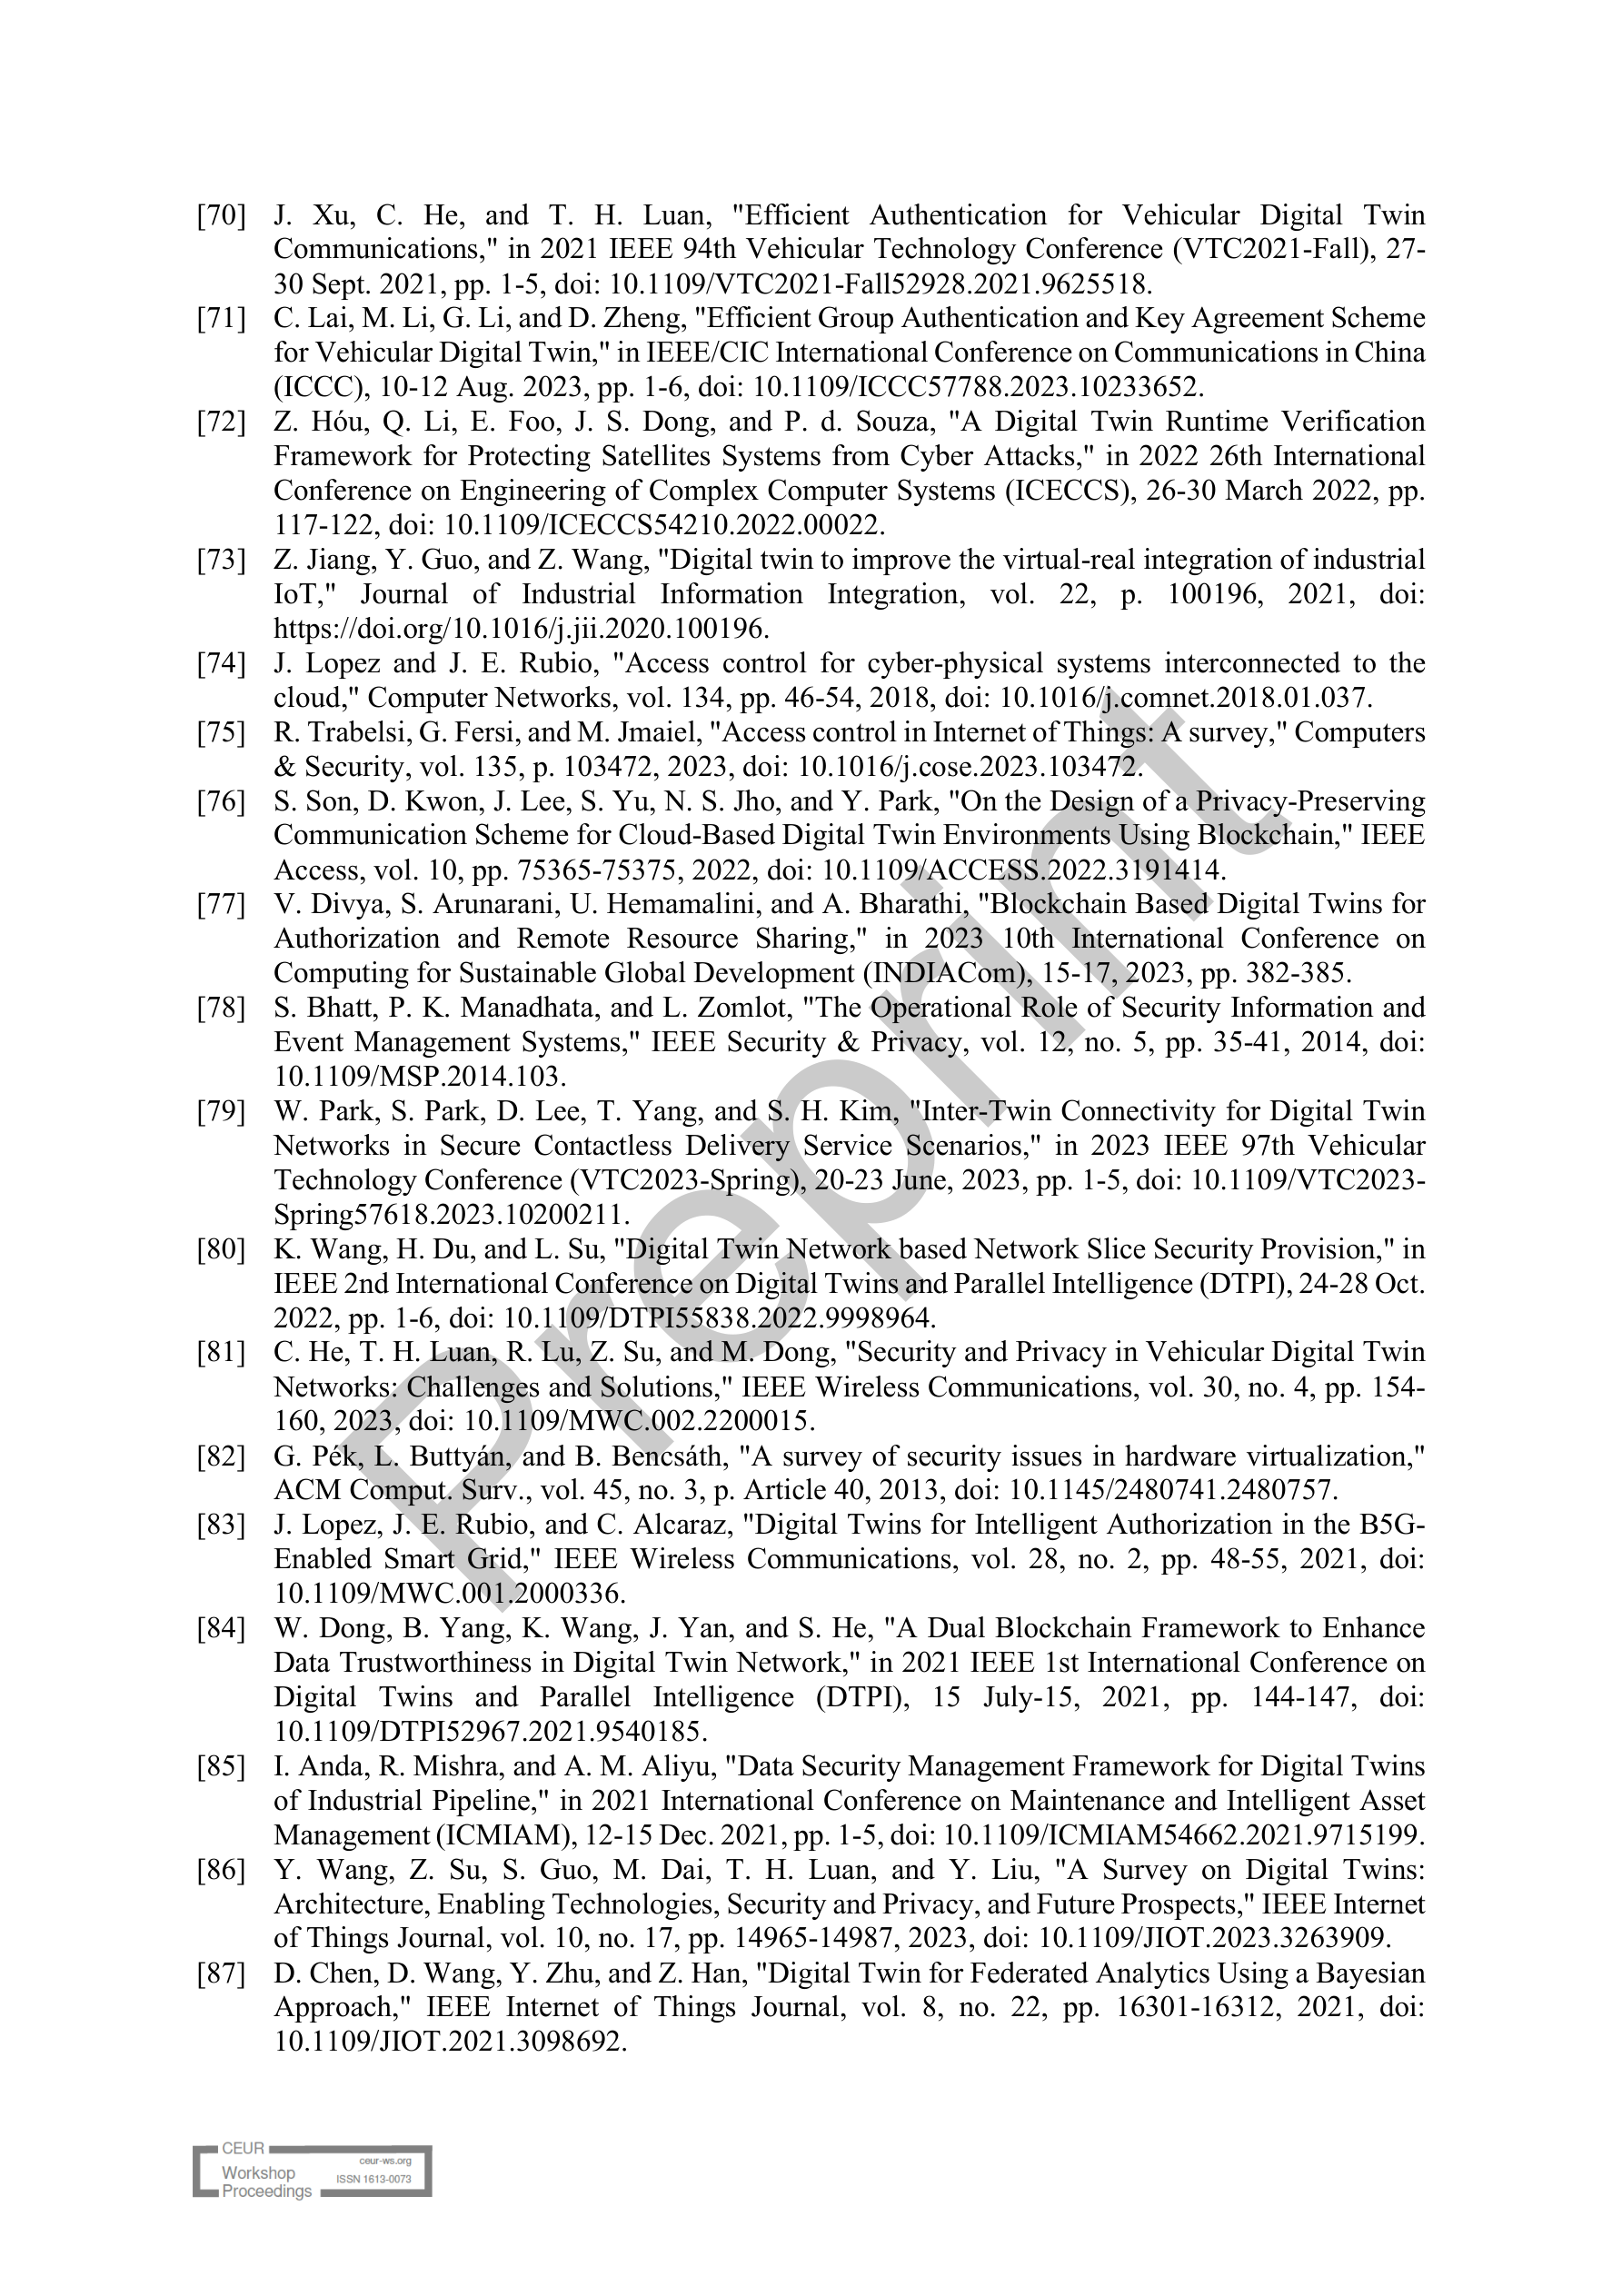 [70] J. Xu, C. He, and T. H. Luan, "Efficient Authentication for Vehicular Digital Twin
Communications," in 2021 IEEE 94th Vehicular Technology Conference (VTC2021-Fall), 27-
30 Sept. 2021, pp. 1-5, doi: 10.1109/VTC2021-Fall52928.2021.9625518.
[71] C. Lai, M. Li, G. Li, and D. Zheng, "Efficient Group Authentication and Key Agreement Scheme
for Vehicular Digital Twin," in IEEE/CIC International Conference on Communications in China
(ICCC), 10-12 Aug. 2023, pp. 1-6, doi: 10.1109/ICCC57788.2023.10233652.
[72] Z. Hóu, Q. Li, E. Foo, J. S. Dong, and P. d. Souza, "A Digital Twin Runtime Verification
Framework for Protecting Satellites Systems from Cyber Attacks," in 2022 26th International
Conference on Engineering of Complex Computer Systems (ICECCS), 26-30 March 2022, pp.
117-122, doi: 10.1109/ICECCS54210.2022.00022.
[73] Z. Jiang, Y. Guo, and Z. Wang, "Digital twin to improve the virtual-real integration of industrial
IoT," Journal of Industrial Information Integration, vol. 22, p. 100196, 2021, doi:
https://doi.org/10.1016/j.jii.2020.100196.
[74] J. Lopez and J. E. Rubio, "Access control for cyber-physical systems interconnected to the
cloud," Computer Networks, vol. 134, pp. 46-54, 2018, doi: 10.1016/j.comnet.2018.01.037.
[75] R. Trabelsi, G. Fersi, and M. Jmaiel, "Access control in Internet of Things: A survey," Computers
& Security, vol. 135, p. 103472, 2023, doi: 10.1016/j.cose.2023.103472.
[76] S. Son, D. Kwon, J. Lee, S. Yu, N. S. Jho, and Y. Park, "On the Design of a Privacy-Preserving
Communication Scheme for Cloud-Based Digital Twin Environments Using Blockchain," IEEE
Access, vol. 10, pp. 75365-75375, 2022, doi: 10.1109/ACCESS.2022.3191414.
[77] V. Divya, S. Arunarani, U. Hemamalini, and A. Bharathi, "Blockchain Based Digital Twins for
Authorization and Remote Resource Sharing," in 2023 10th International Conference on
Computing for Sustainable Global Development (INDIACom), 15-17, 2023, pp. 382-385.
[78] S. Bhatt, P. K. Manadhata, and L. Zomlot, "The Operational Role of Security Information and
Event Management Systems," IEEE Security & Privacy, vol. 12, no. 5, pp. 35-41, 2014, doi:
10.1109/MSP.2014.103.
[79] W. Park, S. Park, D. Lee, T. Yang, and S. H. Kim, "Inter-Twin Connectivity for Digital Twin
Networks in Secure Contactless Delivery Service Scenarios," in 2023 IEEE 97th Vehicular
Technology Conference (VTC2023-Spring), 20-23 June, 2023, pp. 1-5, doi: 10.1109/VTC2023-
Spring57618.2023.10200211.
[80] K. Wang, H. Du, and L. Su, "Digital Twin Network based Network Slice Security Provision," in
IEEE 2nd International Conference on Digital Twins and Parallel Intelligence (DTPI), 24-28 Oct.
2022, pp. 1-6, doi: 10.1109/DTPI55838.2022.9998964.
[81] C. He, T. H. Luan, R. Lu, Z. Su, and M. Dong, "Security and Privacy in Vehicular Digital Twin
Networks: Challenges and Solutions," IEEE Wireless Communications, vol. 30, no. 4, pp. 154-
160, 2023, doi: 10.1109/MWC.002.2200015.
[82] G. Pék, L. Buttyán, and B. Bencsáth, "A survey of security issues in hardware virtualization,"
ACM Comput. Surv., vol. 45, no. 3, p. Article 40, 2013, doi: 10.1145/2480741.2480757.
[83] J. Lopez, J. E. Rubio, and C. Alcaraz, "Digital Twins for Intelligent Authorization in the B5G-
Enabled Smart Grid," IEEE Wireless Communications, vol. 28, no. 2, pp. 48-55, 2021, doi:
10.1109/MWC.001.2000336.
[84] W. Dong, B. Yang, K. Wang, J. Yan, and S. He, "A Dual Blockchain Framework to Enhance
Data Trustworthiness in Digital Twin Network," in 2021 IEEE 1st International Conference on
Digital Twins and Parallel Intelligence (DTPI), 15 July-15, 2021, pp. 144-147, doi:
10.1109/DTPI52967.2021.9540185.
[85] I. Anda, R. Mishra, and A. M. Aliyu, "Data Security Management Framework for Digital Twins
of Industrial Pipeline," in 2021 International Conference on Maintenance and Intelligent Asset
Management (ICMIAM), 12-15 Dec. 2021, pp. 1-5, doi: 10.1109/ICMIAM54662.2021.9715199.
[86] Y. Wang, Z. Su, S. Guo, M. Dai, T. H. Luan, and Y. Liu, "A Survey on Digital Twins:
Architecture, Enabling Technologies, Security and Privacy, and Future Prospects," IEEE Internet
of Things Journal, vol. 10, no. 17, pp. 14965-14987, 2023, doi: 10.1109/JIOT.2023.3263909.
[87] D. Chen, D. Wang, Y. Zhu, and Z. Han, "Digital Twin for Federated Analytics Using a Bayesian
Approach," IEEE Internet of Things Journal, vol. 8, no. 22, pp. 16301-16312, 2021, doi:
10.1109/JIOT.2021.3098692.
Preprint
CEUR
Workshop
Proceedings
ceur-ws.org
ISSN 1613-0073